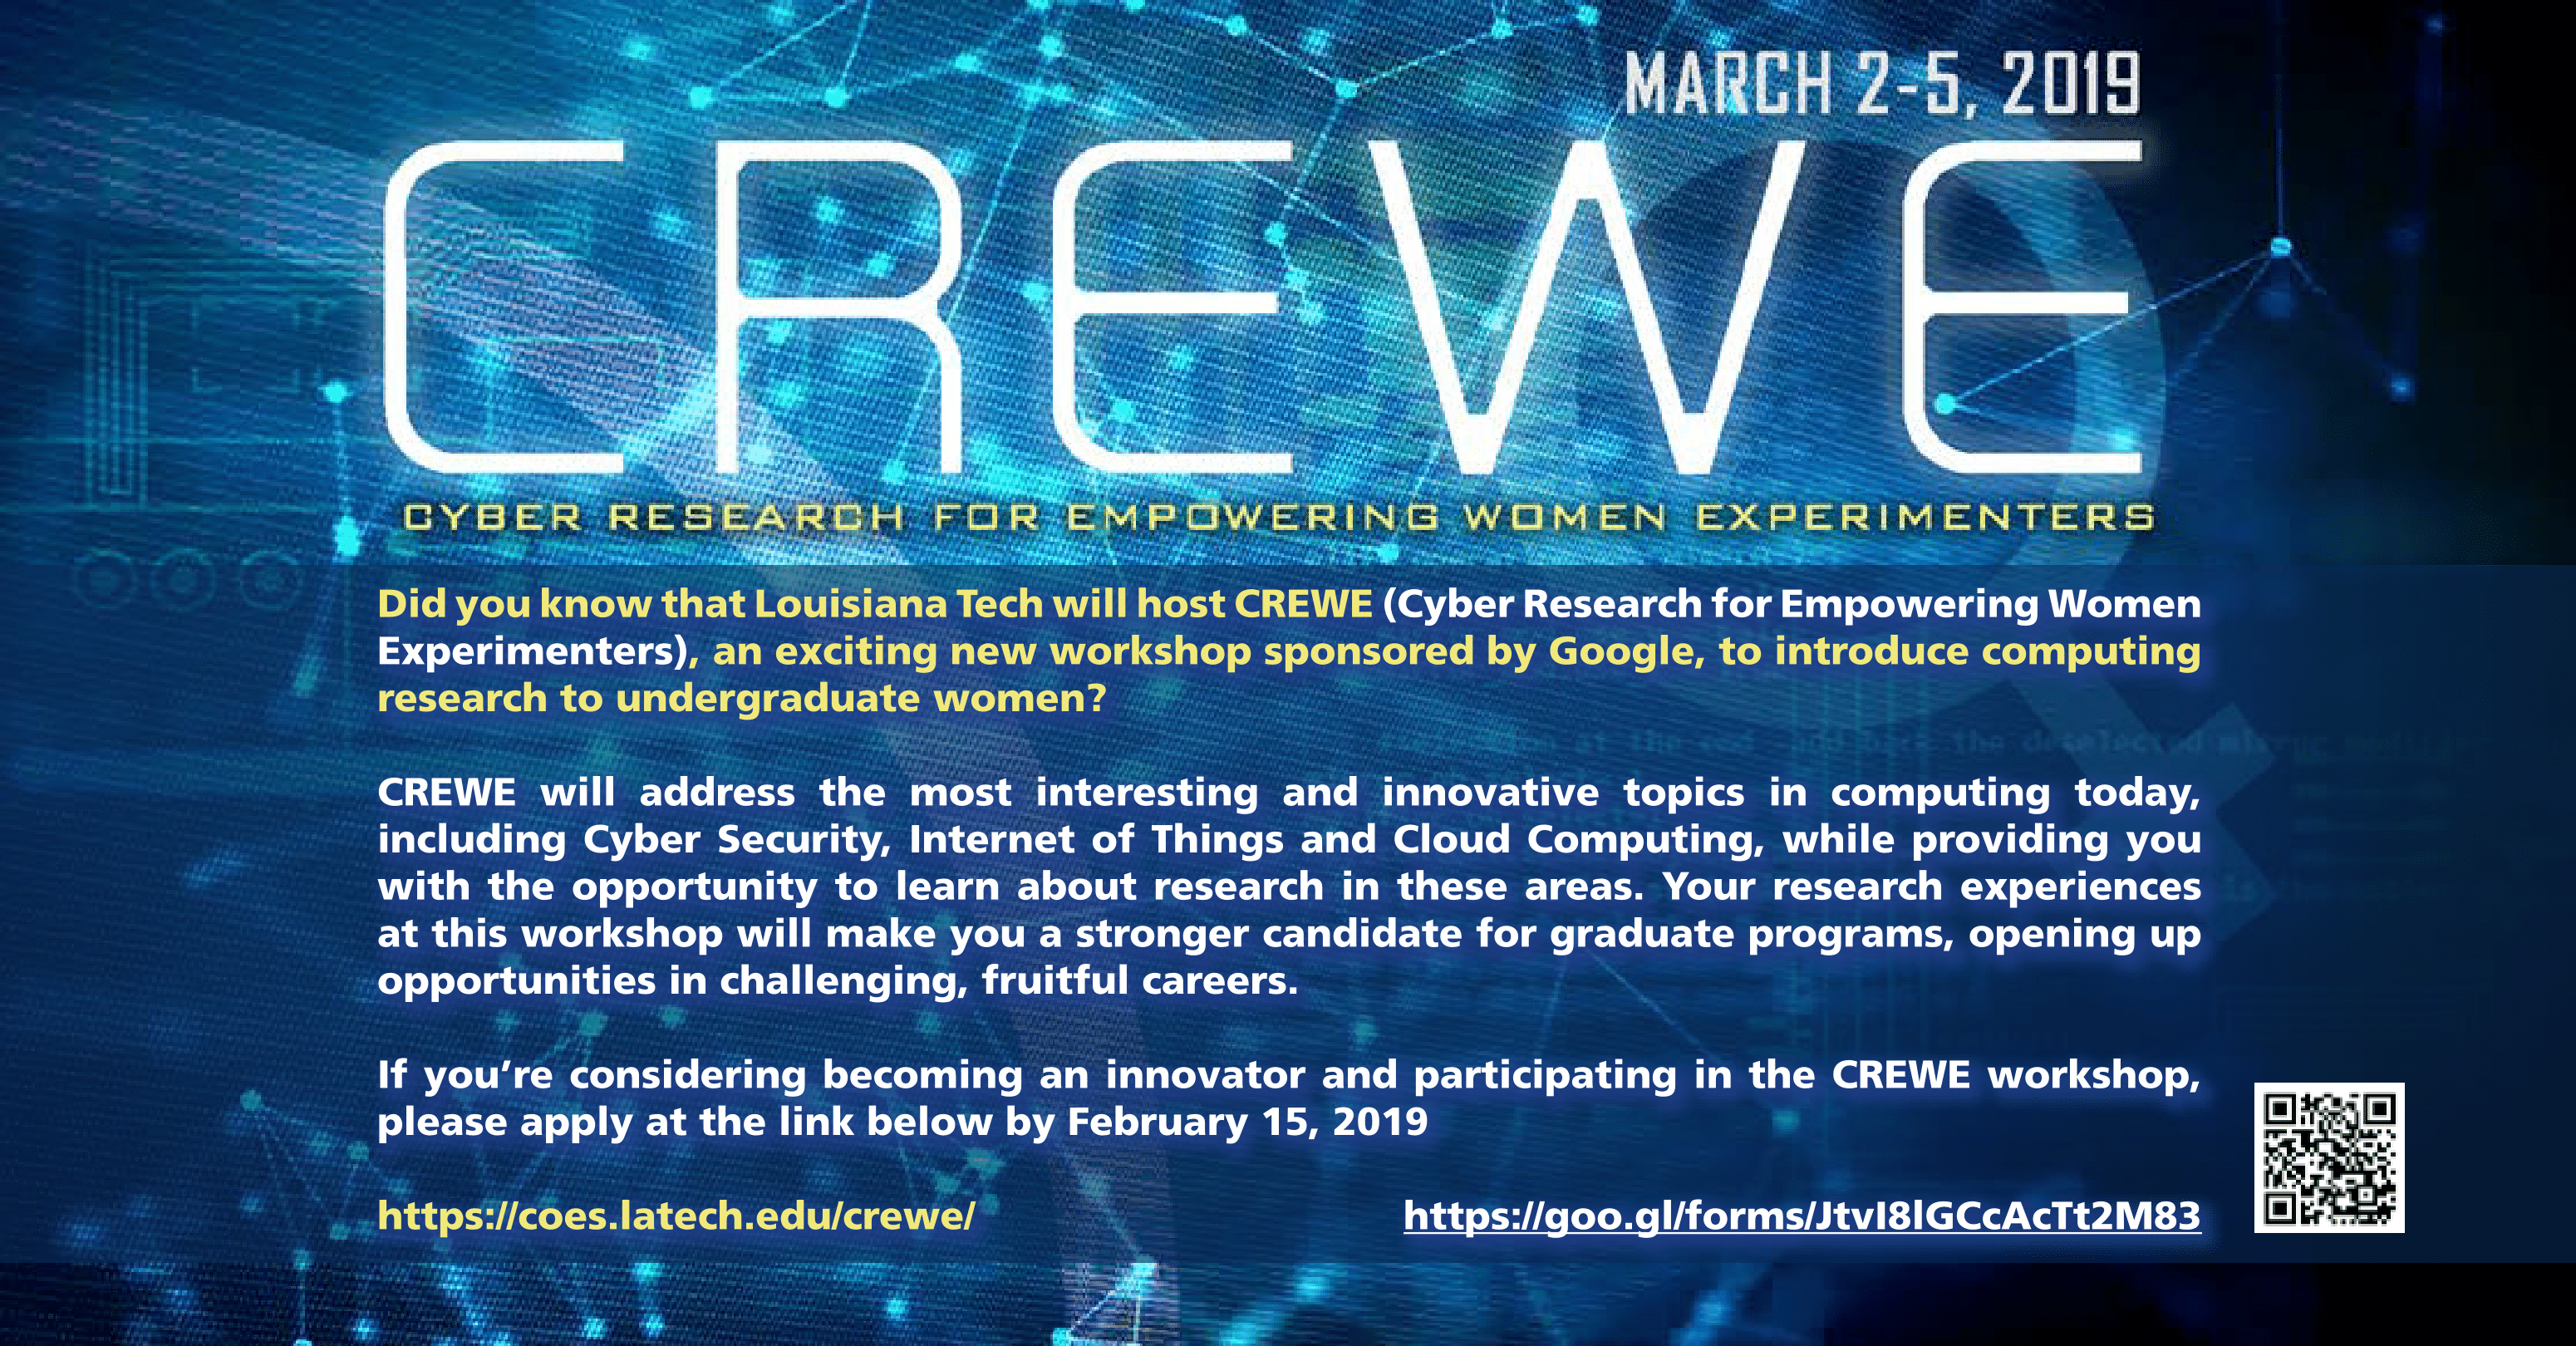 MARCH 2-5, 2019
CREWE
CYBER RESEARCH FOR EMPOWERING WOMEN EXPERIMENTERS
Did you know that Louisiana Tech will host CREWE (Cyber Research for Empowering Women
Experimenters), an exciting new workshop sponsored by Google, to introduce computing
research to undergraduate women?
CREWE will address the most interesting and innovative topics in computing today,
including Cyber Security, Internet of Things and Cloud Computing, while providing you
with the opportunity to learn about research in these areas. Your research experiences
at this workshop will make you a stronger candidate for graduate programs, opening up
opportunities in challenging, fruitful careers.
If you’re considering becoming an innovator and participating in the CREWE workshop,
please apply at the link below by February 15, 2019
https://coes.latech.edu/crewe/
https://goo.gl/forms/JtvI8lGCcAcTt2M83